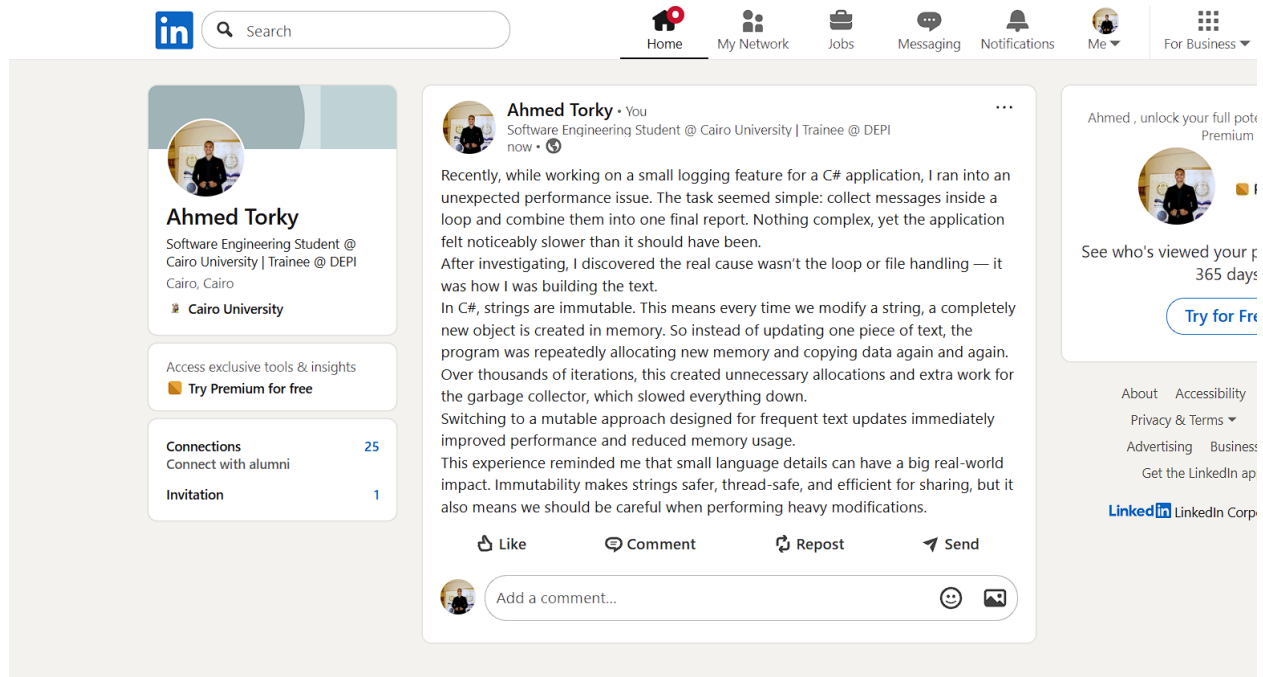 in
Search
Home
My Network
Jobs
Messaging
Notifications
Me
For Business
Ahmed Torky
Software Engineering Student @
Cairo University | Trainee @ DEPI
Cairo, Cairo
Cairo University
Access exclusive tools & insights
Try Premium for free
Connections 25
Connect with alumni
Invitation 1
Ahmed Torky • You
Software Engineering Student @ Cairo University | Trainee @ DEPI
now •
Recently, while working on a small logging feature for a C# application, I ran into an
unexpected performance issue. The task seemed simple: collect messages inside a
loop and combine them into one final report. Nothing complex, yet the application
felt noticeably slower than it should have been.
After investigating, I discovered the real cause wasn’t the loop or file handling — it
was how I was building the text.
In C#, strings are immutable. This means every time we modify a string, a completely
new object is created in memory. So instead of updating one piece of text, the
program was repeatedly allocating new memory and copying data again and again.
Over thousands of iterations, this created unnecessary allocations and extra work for
the garbage collector, which slowed everything down.
Switching to a mutable approach designed for frequent text updates immediately
improved performance and reduced memory usage.
This experience reminded me that small language details can have a big real-world
impact. Immutability makes strings safer, thread-safe, and efficient for sharing, but it
also means we should be careful when performing heavy modifications.
Like
Comment
Repost
Send
Add a comment...
Ahmed , unlock your full
Premium
See who's viewed your
365 days
Try for
About Accessibility
Privacy & Terms
Advertising
Get the LinkedIn
LinkedIn LinkedIn